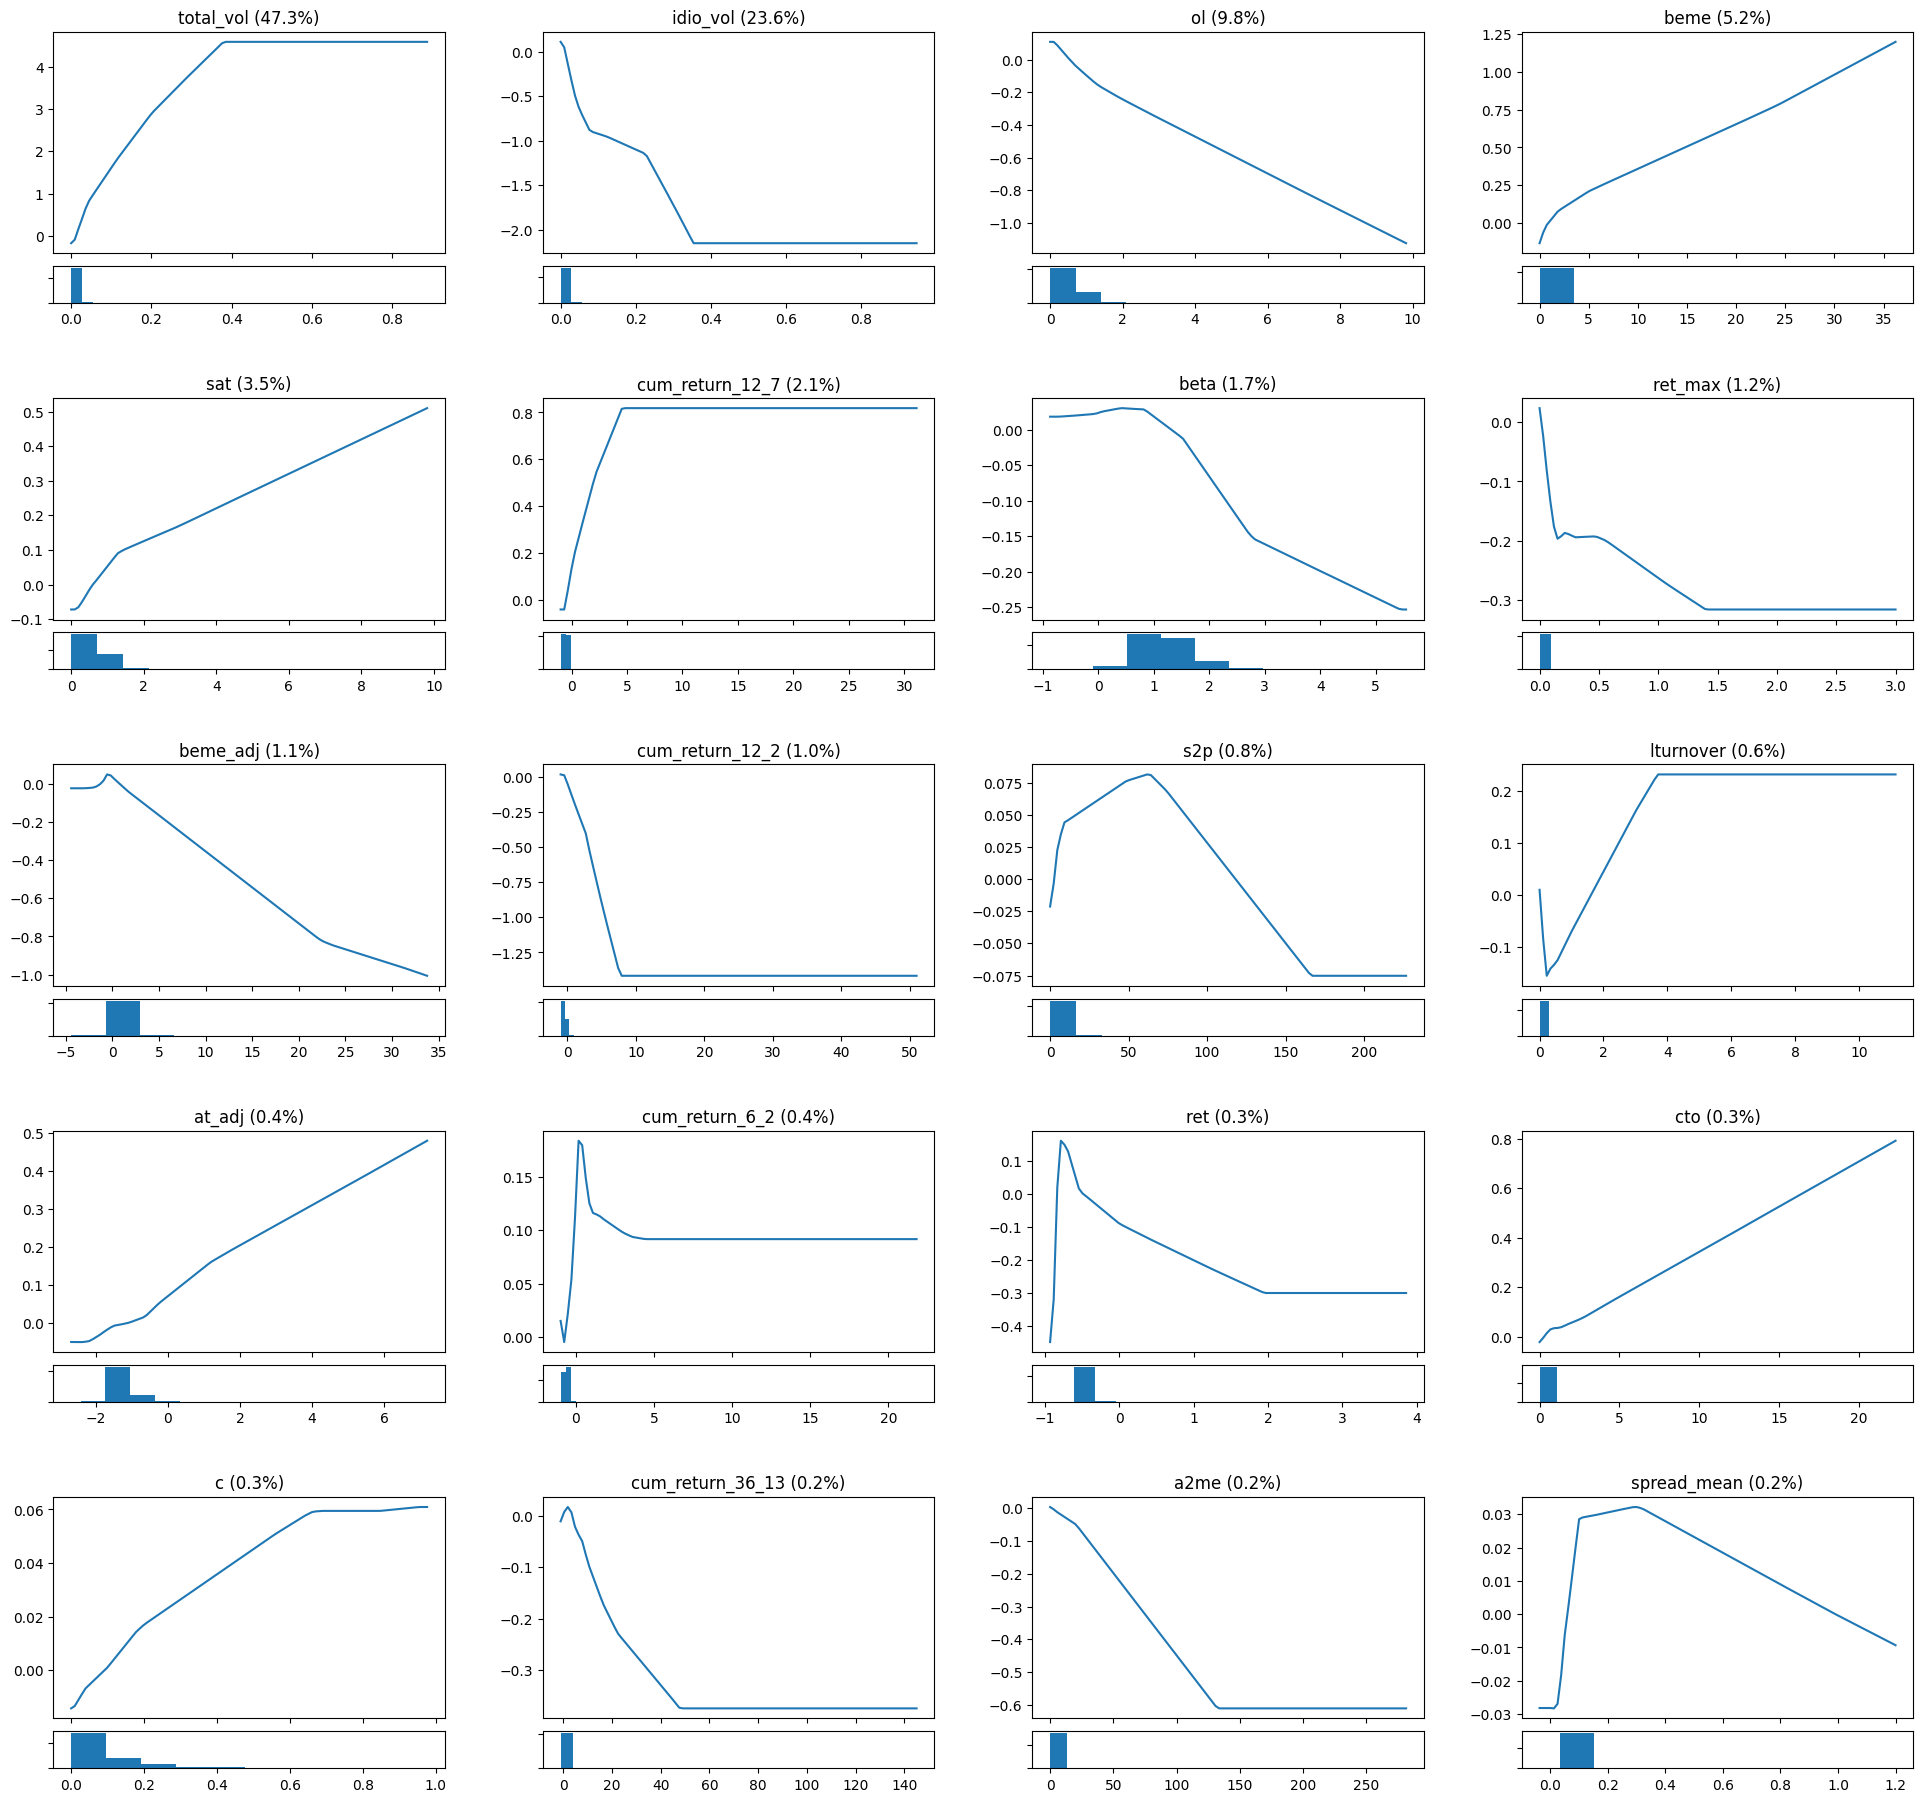 total_vol (47.3%) idio_vol (23.6%) ol (9.8%) beme (5.2%)
4 3 2 1 0
0.0 −0.5 −1.0 −1.5 −2.0
0.0 −0.2 −0.4 −0.6 −0.8 −1.0
1.25 1.00 0.75 0.50 0.25 0.00
0.0 0.2 0.4 0.6 0.8
0.0 0.2 0.4 0.6 0.8
0 2 4 6 8 10
0 5 10 15 20 25 30 35
sat (3.5%) cum_return_12_7 (2.1%) beta (1.7%) ret_max (1.2%)
0.5 0.4 0.3 0.2 0.1 0.0 −0.1
0.8 0.6 0.4 0.2 0.0
0.00 −0.05 −0.10 −0.15 −0.20 −0.25
0.0 −0.1 −0.2 −0.3
0 2 4 6 8 10
0 5 10 15 20 25 30
−1 0 1 2 3 4 5
0.0 0.5 1.0 1.5 2.0 2.5 3.0
beme_adj (1.1%) cum_return_12_2 (1.0%) s2p (0.8%) lturnover (0.6%)
0.0 −0.2 −0.4 −0.6 −0.8 −1.0
0.00 −0.25 −0.50 −0.75 −1.00 −1.25
0.075 0.050 0.025 0.000 −0.025 −0.050 −0.075
0.2 0.1 0.0 −0.1
−5 0 5 10 15 20 25 30 35
0 10 20 30 40 50
0 50 100 150 200
0 2 4 6 8 10
at_adj (0.4%) cum_return_6_2 (0.4%) ret (0.3%) cto (0.3%)
0.5 0.4 0.3 0.2 0.1 0.0
0.15 0.10 0.05 0.00
0.1 0.0 −0.1 −0.2 −0.3 −0.4
0.8 0.6 0.4 0.2 0.0
−2 0 2 4 6
0 5 10 15 20
−1 0 1 2 3 4
0 5 10 15 20
c (0.3%) cum_return_36_13 (0.2%) a2me (0.2%) spread_mean (0.2%)
0.06 0.04 0.02 0.00
0.0 −0.1 −0.2 −0.3
0.0 −0.1 −0.2 −0.3 −0.4 −0.5 −0.6
0.03 0.02 0.01 0.00 −0.01 −0.02 −0.03
0.0 0.2 0.4 0.6 0.8 1.0
0 20 40 60 80 100 120 140
0 50 100 150 200 250
0.0 0.2 0.4 0.6 0.8 1.0 1.2